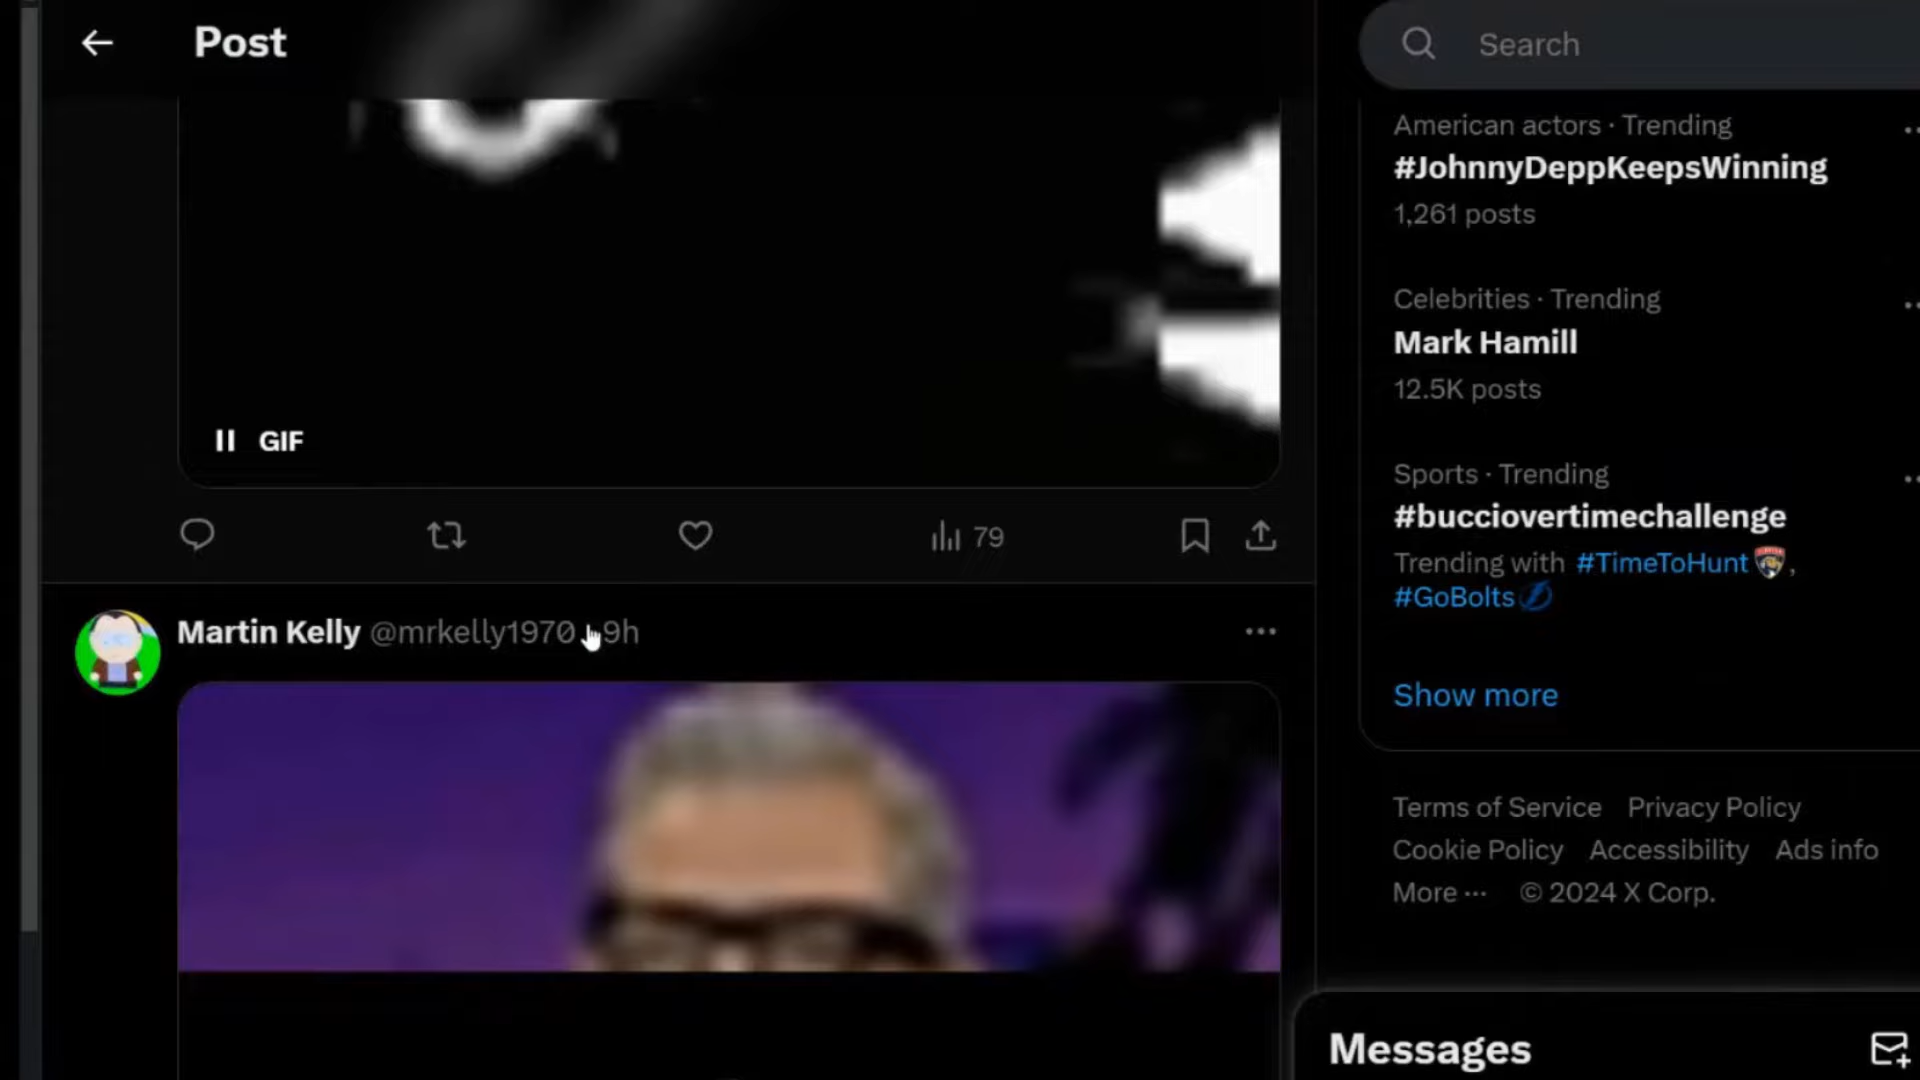 Post
GIF
79
Martin Kelly @mrkelly1970 · 9h
Search
American actors · Trending
#JohnnyDeppKeepsWinning
1,261 posts
Celebrities · Trending
Mark Hamill
12.5K posts
Sports · Trending
#bucciovertimechallenge
Trending with #TimeToHunt,
#GoBolts
Show more
Terms of Service Privacy Policy
Cookie Policy Accessibility Ads info
More ··· © 2024 X Corp.
Messages